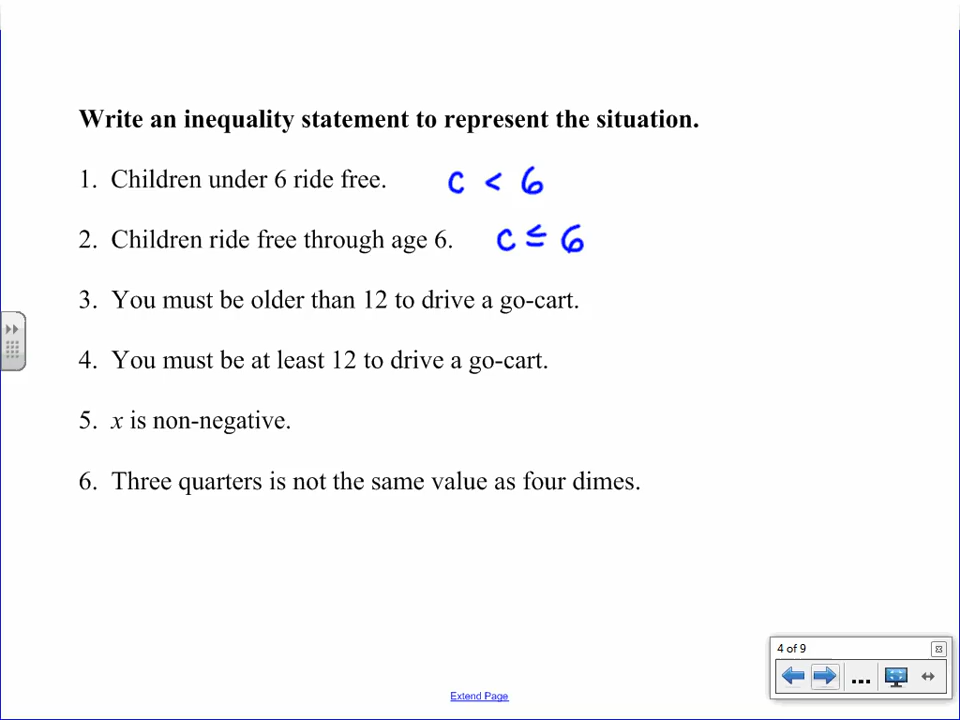 Write an inequality statement to represent the situation.
1. Children under 6 ride free. c < 6
2. Children ride free through age 6. c ≤ 6
3. You must be older than 12 to drive a go-cart.
4. You must be at least 12 to drive a go-cart.
5. x is non-negative.
6. Three quarters is not the same value as four dimes.
4 of 9
...
Extend Page